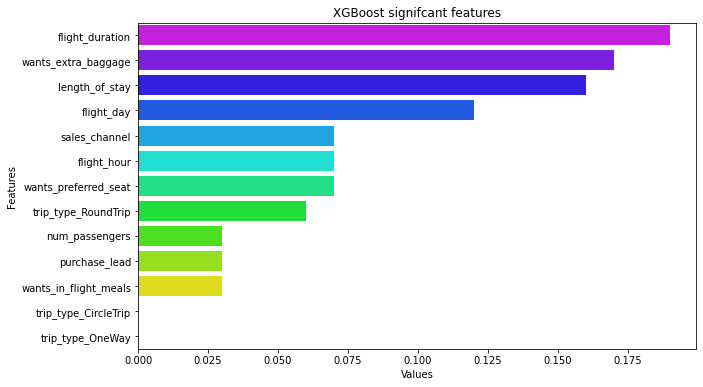 XGBoost signifcant features
flight_duration
wants_extra_baggage
length_of_stay
flight_day
sales_channel
flight_hour
wants_preferred_seat
trip_type_RoundTrip
num_passengers
purchase_lead
wants_in_flight_meals
trip_type_CircleTrip
trip_type_OneWay
Features
0.000 0.025 0.050 0.075 0.100 0.125 0.150 0.175
Values